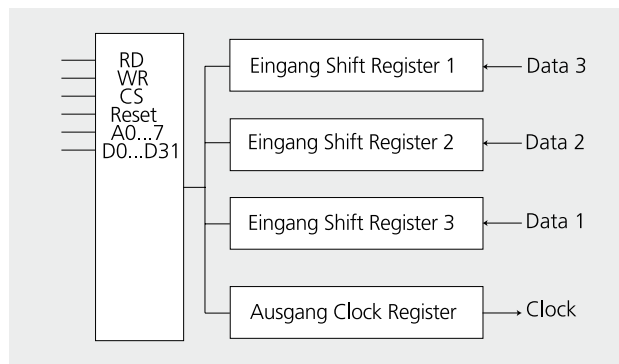 RD
WR
CS
Reset
A0...7
D0...D31
Eingang Shift Register 1
Data 3
Eingang Shift Register 2
Data 2
Eingang Shift Register 3
Data 1
Ausgang Clock Register
Clock